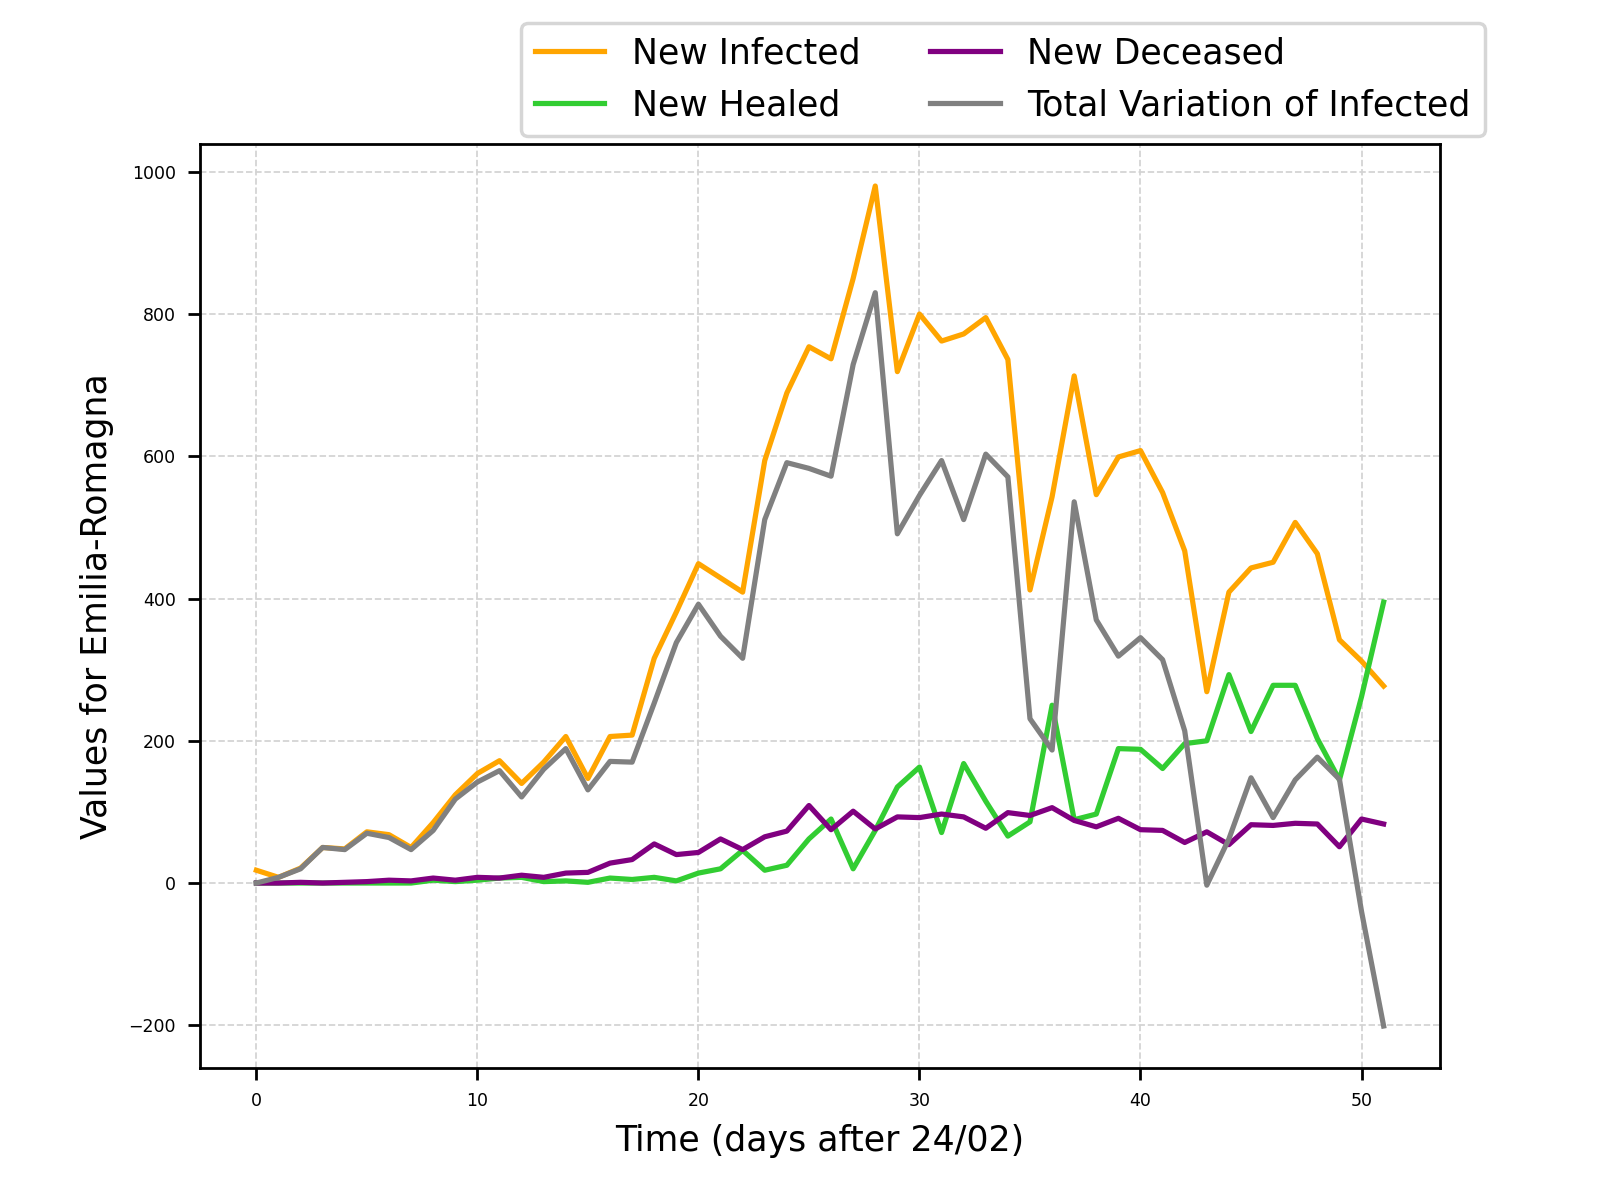 New Infected
New Healed
New Deceased
Total Variation of Infected
1000
800
600
400
200
0
−200
Values for Emilia-Romagna
0 10 20 30 40 50
Time (days after 24/02)